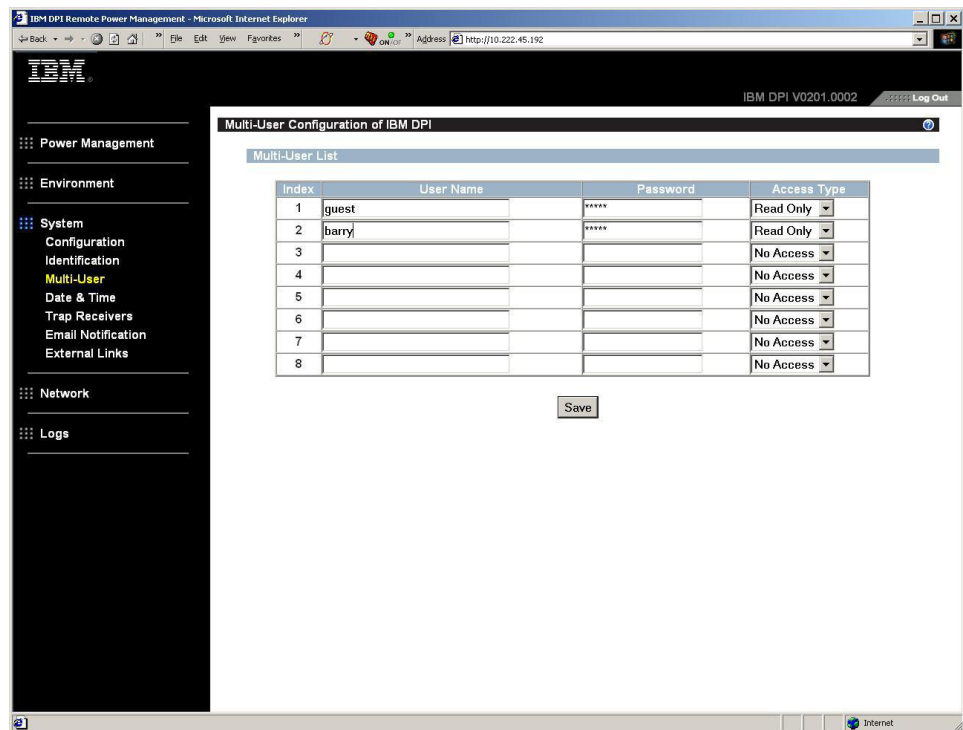 IBM DPI Remote Power Management - Microsoft Internet Explorer
Back » File Edit View Favorites » » Address http://10.222.45.192
IBM
IBM DPI V0201.0002 Log Out
Multi-User Configuration of IBM DPI
Power Management
Environment
System
Configuration
Identification
Multi-User
Date & Time
Trap Receivers
Email Notification
External Links
Network
Logs
Multi-User List
Index User Name Password Access Type
1 guest ***** Read Only
2 barry ***** Read Only
3 No Access
4 No Access
5 No Access
6 No Access
7 No Access
8 No Access
Save
Internet